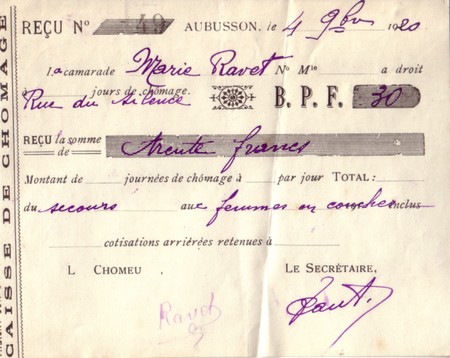 CAISSE DE CHOMAGE
REÇU N° 49 AUBUSSON, le 4 9bre 1920
La camarade Marie Ravet N° Mle a droit
à jours de chômage.
Rue du silence B. P. F. 30
REÇU la somme de trente francs
Montant de journées de chômage à par jour TOTAL:
du secours aux femmes en couches inclus
cotisations arriérées retenues à
L CHOMEU LE SECRÉTAIRE,
Ravet